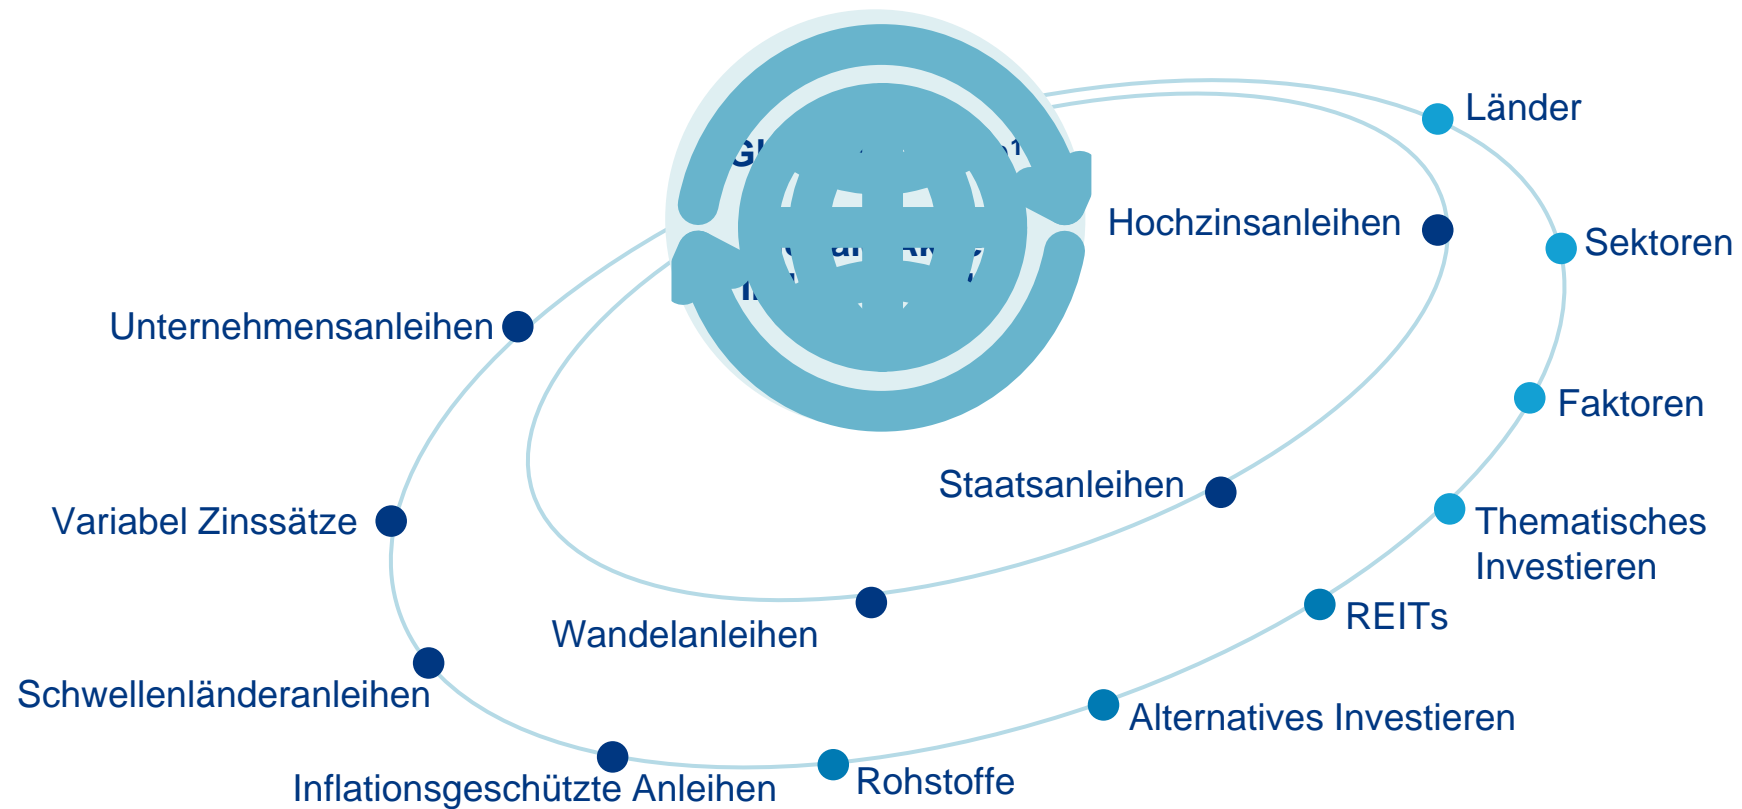 Länder
Hochzinsanleihen
Sektoren
Unternehmensanleihen
Faktoren
Staatsanleihen
Variabel Zinssätze
Thematisches
Investieren
REITs
Wandelanleihen
Schwellenländeranleihen
Alternatives Investieren
Inflationsgeschützte Anleihen
Rohstoffe